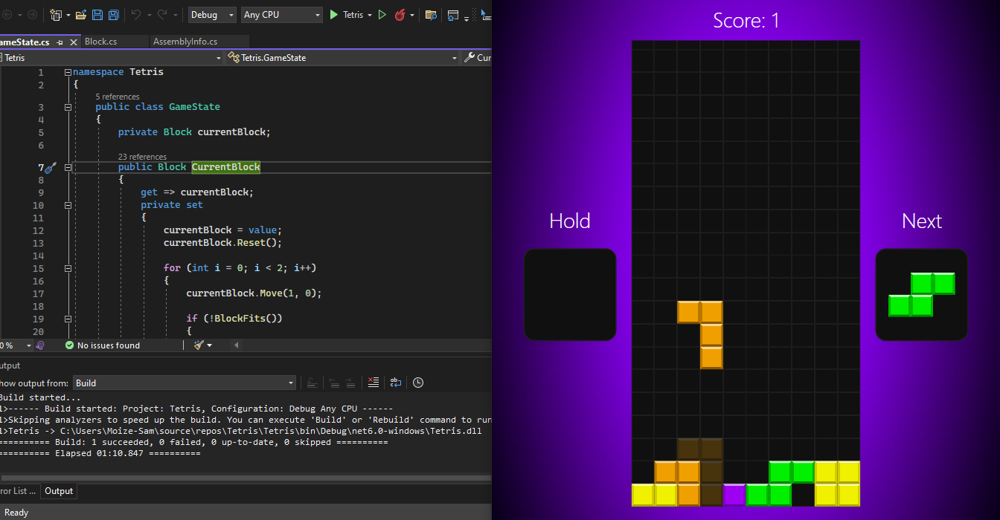 Debug
Any CPU
Tetris
ameState.cs
Block.cs
AssemblyInfo.cs
Tetris
Tetris.GameState
Cur
1 namespace Tetris
2 {
5 references
3 public class GameState
4 {
5 private Block currentBlock;
6
23 references
7 public Block CurrentBlock
8 {
9 get => currentBlock;
10 private set
11 {
12 currentBlock = value;
13 currentBlock.Reset();
14
15 for (int i = 0; i < 2; i++)
16 {
17 currentBlock.Move(1, 0);
18
19 if (!BlockFits())
20 {
0 %
No issues found
utput
how output from:
Build
Build started...
1>------ Build started: Project: Tetris, Configuration: Debug Any CPU ------
1>Skipping analyzers to speed up the build. You can execute 'Build' or 'Rebuild' command to run
1>Tetris -> C:\Users\Moize-Sam\source\repos\Tetris\Tetris\bin\Debug\net6.0-windows\Tetris.dll
========== Build: 1 succeeded, 0 failed, 0 up-to-date, 0 skipped ==========
========== Elapsed 01:10.847 ==========
ror List ...
Output
Ready
Score: 1
Hold
Next